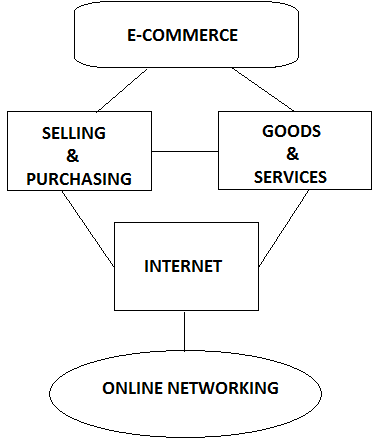 E-COMMERCE
SELLING
&
PURCHASING
GOODS
&
SERVICES
INTERNET
ONLINE NETWORKING